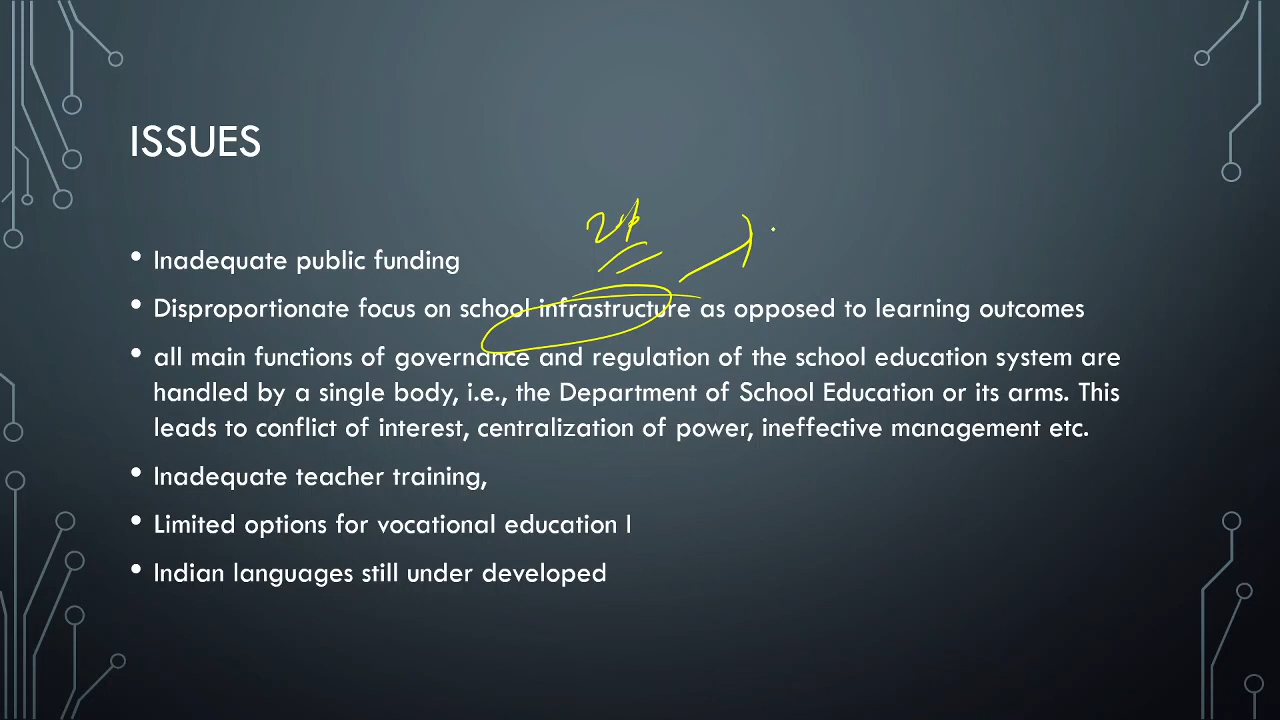 ISSUES
• Inadequate public funding
• Disproportionate focus on school infrastructure as opposed to learning outcomes
• all main functions of governance and regulation of the school education system are
handled by a single body, i.e., the Department of School Education or its arms. This
leads to conflict of interest, centralization of power, ineffective management etc.
• Inadequate teacher training,
• Limited options for vocational education l
• Indian languages still under developed